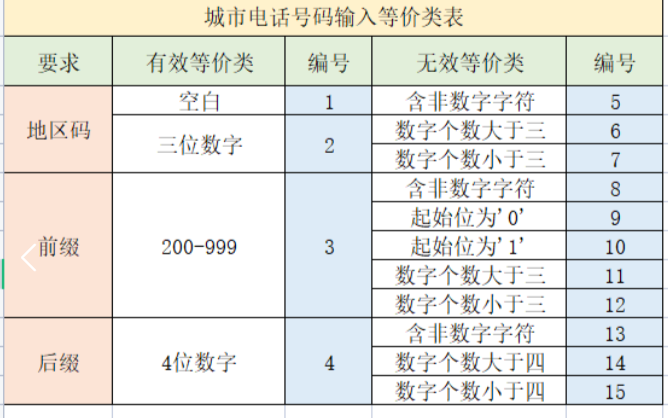 城市电话号码输入等价类表
要求 有效等价类 编号 无效等价类 编号
地区码 空白 1 含非数字字符 5
三位数字 2 数字个数大于三 6
数字个数小于三 7
前缀 200-999 3 含非数字字符 8
起始位为'0' 9
起始位为'1' 10
数字个数大于三 11
数字个数小于三 12
后缀 4位数字 4 含非数字字符 13
数字个数大于四 14
数字个数小于四 15